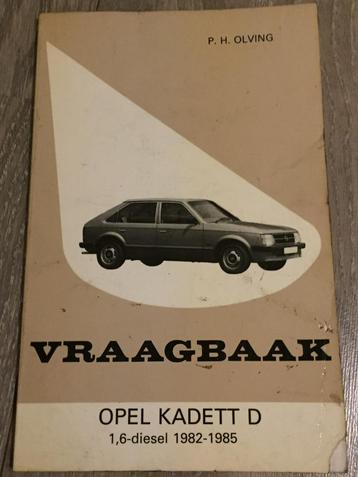 P. H. OLVING
VRAAGBAAK
OPEL KADETT D
1,6-diesel 1982-1985